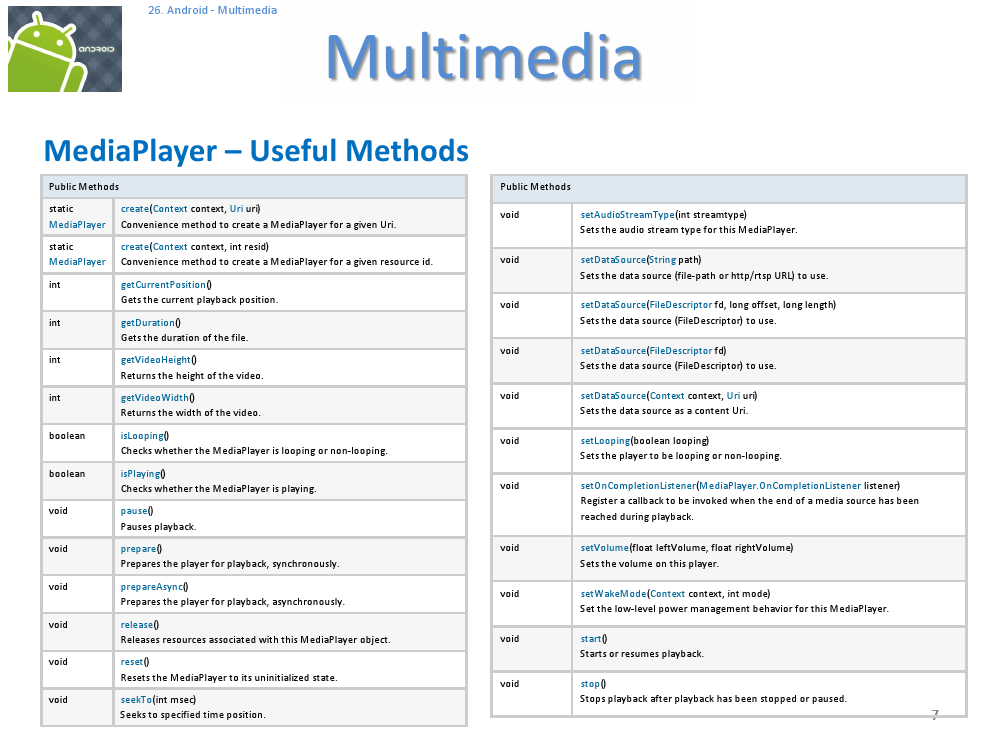 26. Android - Multimedia
ANDROID
Multimedia
MediaPlayer – Useful Methods
Public Methods
static MediaPlayer
create(Context context, Uri uri)
Convenience method to create a MediaPlayer for a given Uri.
static MediaPlayer
create(Context context, int resid)
Convenience method to create a MediaPlayer for a given resource id.
int
getCurrentPosition()
Gets the current playback position.
int
getDuration()
Gets the duration of the file.
int
getVideoHeight()
Returns the height of the video.
int
getVideoWidth()
Returns the width of the video.
boolean
isLooping()
Checks whether the MediaPlayer is looping or non-looping.
boolean
isPlaying()
Checks whether the MediaPlayer is playing.
void
pause()
Pauses playback.
void
prepare()
Prepares the player for playback, synchronously.
void
prepareAsync()
Prepares the player for playback, asynchronously.
void
release()
Releases resources associated with this MediaPlayer object.
void
reset()
Resets the MediaPlayer to its uninitialized state.
void
seekTo(int msec)
Seeks to specified time position.
Public Methods
void
setAudioStreamType(int streamtype)
Sets the audio stream type for this MediaPlayer.
void
setDataSource(String path)
Sets the data source (file-path or http/rtsp URL) to use.
void
setDataSource(FileDescriptor fd, long offset, long length)
Sets the data source (FileDescriptor) to use.
void
setDataSource(FileDescriptor fd)
Sets the data source (FileDescriptor) to use.
void
setDataSource(Context context, Uri uri)
Sets the data source as a content Uri.
void
setLooping(boolean looping)
Sets the player to be looping or non-looping.
void
setOnCompletionListener(MediaPlayer.OnCompletionListener listener)
Register a callback to be invoked when the end of a media source has been
reached during playback.
void
setVolume(float leftVolume, float rightVolume)
Sets the volume on this player.
void
setWakeMode(Context context, int mode)
Set the low-level power management behavior for this MediaPlayer.
void
start()
Starts or resumes playback.
void
stop()
Stops playback after playback has been stopped or paused.
7